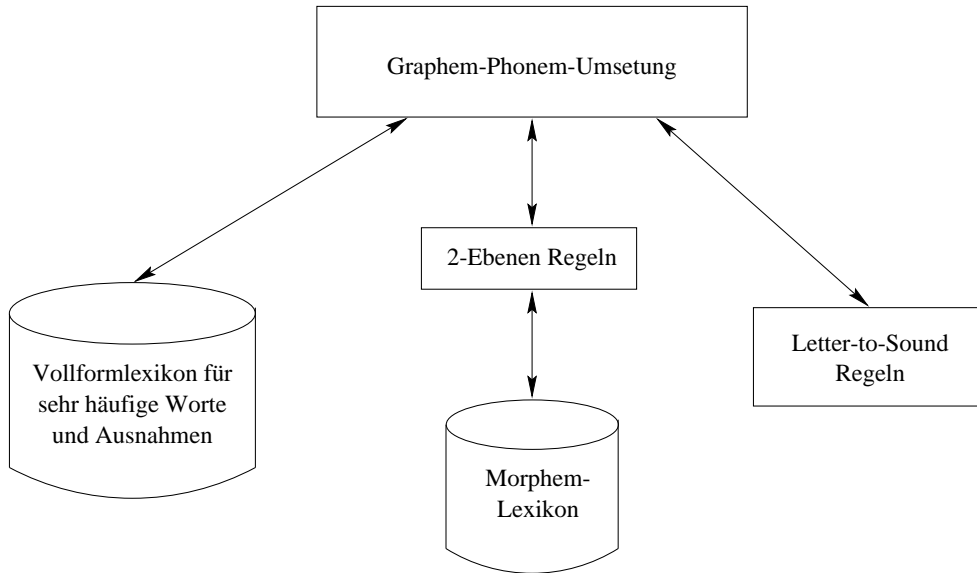 Graphem-Phonem-Umsetung
2-Ebenen Regeln
Vollformlexikon für
sehr häufige Worte
und Ausnahmen
Morphem-
Lexikon
Letter-to-Sound
Regeln